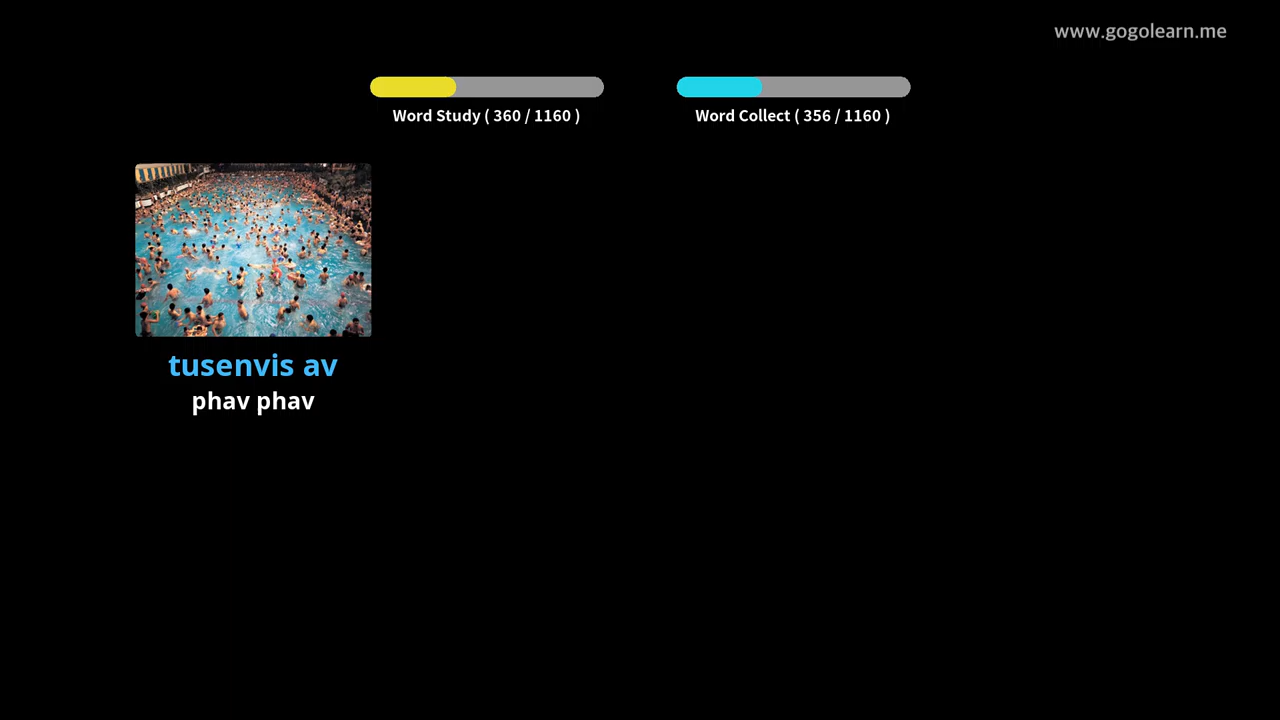 www.gogolearn.me
Word Study ( 360 / 1160 )
Word Collect ( 356 / 1160 )
tusenvis av
phav phav